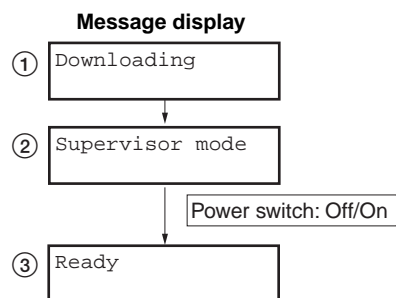 Message display
① Downloading
② Supervisor mode
Power switch: Off/On
③ Ready